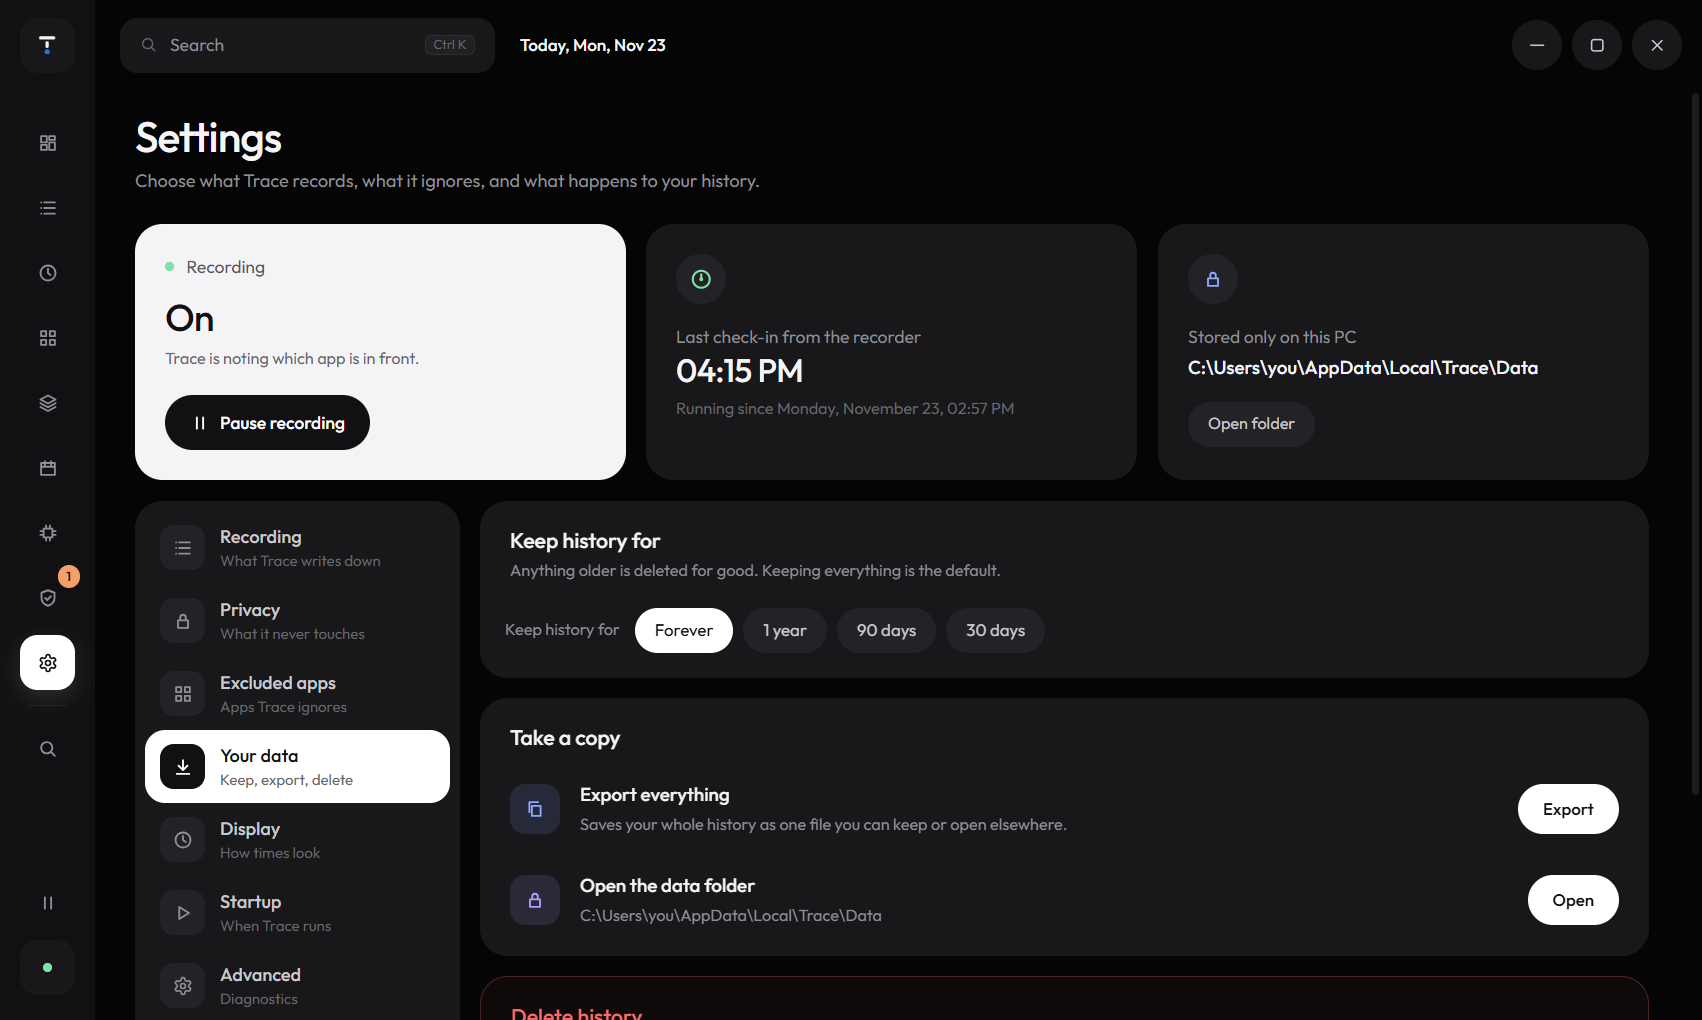 Search
Ctrl K
Today, Mon, Nov 23
Settings
Choose what Trace records, what it ignores, and what happens to your history.
Recording
On
Trace is noting which app is in front.
Pause recording
Last check-in from the recorder
04:15 PM
Running since Monday, November 23, 02:57 PM
Stored only on this PC
C:\Users\you\AppData\Local\Trace\Data
Open folder
1
Recording
What Trace writes down
Privacy
What it never touches
Excluded apps
Apps Trace ignores
Your data
Keep, export, delete
Display
How times look
Startup
When Trace runs
Advanced
Diagnostics
Keep history for
Anything older is deleted for good. Keeping everything is the default.
Keep history for
Forever
1 year
90 days
30 days
Take a copy
Export everything
Saves your whole history as one file you can keep or open elsewhere.
Export
Open the data folder
C:\Users\you\AppData\Local\Trace\Data
Open
Delete history